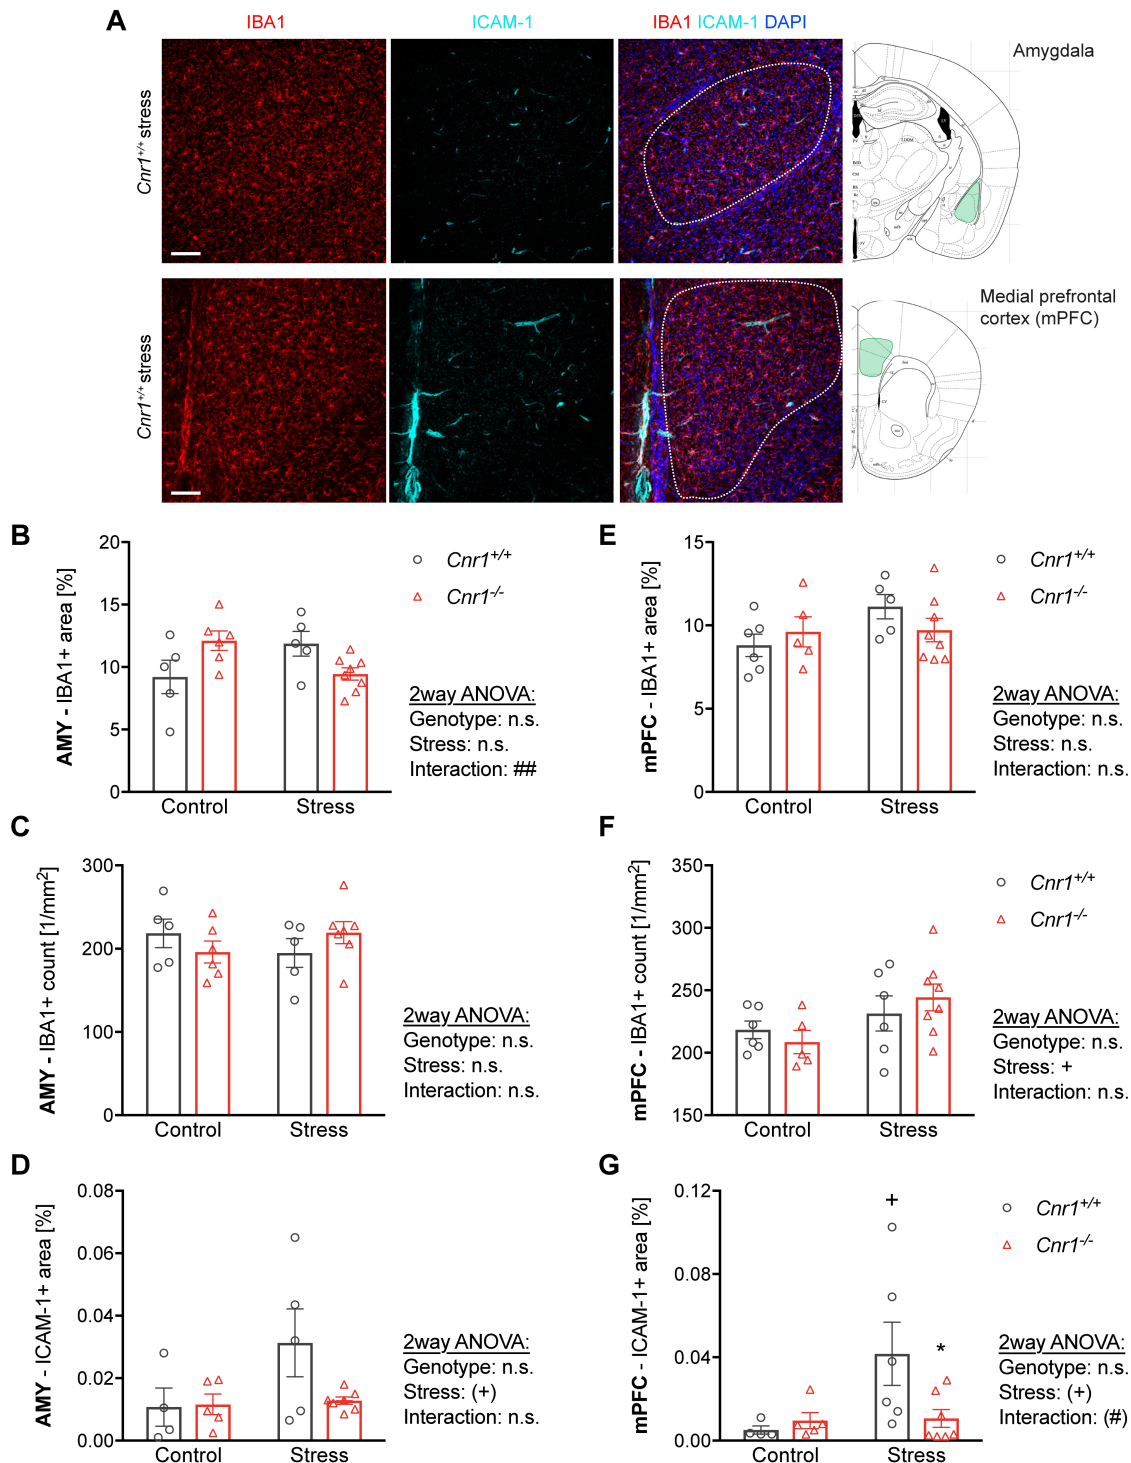 A
IBA1
ICAM-1
IBA1 ICAM-1 DAPI
Amygdala
Cnr1+/+ stress
Medial prefrontal
cortex (mPFC)
Cnr1+/+ stress
B
AMY - IBA1+ area [%]
20
15
10
5
0
Control
Stress
Cnr1+/+
Cnr1-/-
2way ANOVA:
Genotype: n.s.
Stress: n.s.
Interaction: ##
E
mPFC - IBA1+ area [%]
15
10
5
0
Control
Stress
Cnr1+/+
Cnr1-/-
2way ANOVA:
Genotype: n.s.
Stress: n.s.
Interaction: n.s.
C
AMY - IBA1+ count [1/mm²]
300
200
100
0
Control
Stress
2way ANOVA:
Genotype: n.s.
Stress: n.s.
Interaction: n.s.
F
mPFC - IBA1+ count [1/mm²]
350
300
250
200
150
Control
Stress
Cnr1+/+
Cnr1-/-
2way ANOVA:
Genotype: n.s.
Stress: +
Interaction: n.s.
D
AMY - ICAM-1+ area [%]
0.08
0.06
0.04
0.02
0.00
Control
Stress
2way ANOVA:
Genotype: n.s.
Stress: (+)
Interaction: n.s.
G
mPFC - ICAM-1+ area [%]
0.12
0.08
0.04
0.00
+
*
Control
Stress
Cnr1+/+
Cnr1-/-
2way ANOVA:
Genotype: n.s.
Stress: (+)
Interaction: (#)